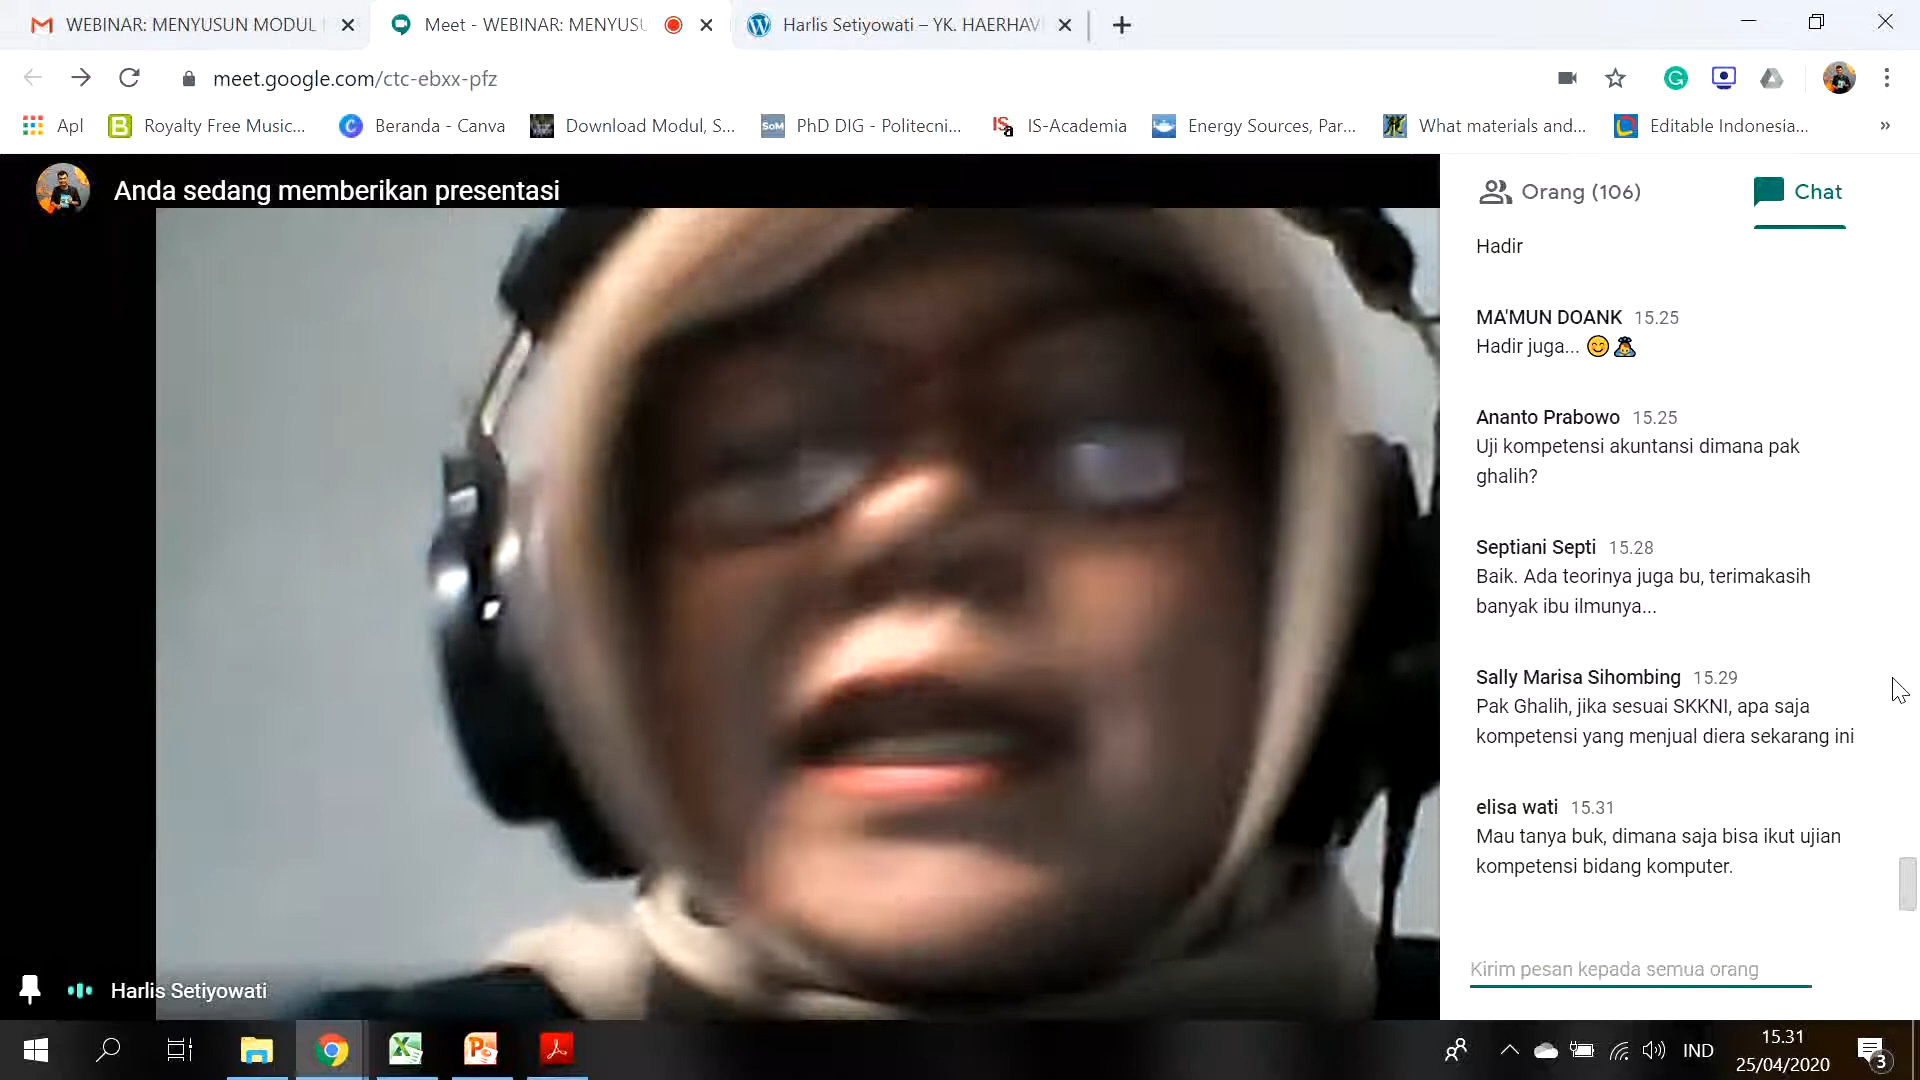 WEBINAR: MENYUSUN MODUL
Meet - WEBINAR: MENYUSU
Harlis Setiyowati – YK. HAERHAV
meet.google.com/ctc-ebxx-pfz
Apl
Royalty Free Music...
Beranda - Canva
Download Modul, S...
SoM
PhD DIG - Politecni...
IS-Academia
Energy Sources, Par...
What materials and...
Editable Indonesia...
»
Anda sedang memberikan presentasi
Harlis Setiyowati
Orang (106)
Chat
Hadir
MA'MUN DOANK 15.25
Hadir juga... 😊🙇
Ananto Prabowo 15.25
Uji kompetensi akuntansi dimana pak
ghalih?
Septiani Septi 15.28
Baik. Ada teorinya juga bu, terimakasih
banyak ibu ilmunya...
Sally Marisa Sihombing 15.29
Pak Ghalih, jika sesuai SKKNI, apa saja
kompetensi yang menjual diera sekarang ini
elisa wati 15.31
Mau tanya buk, dimana saja bisa ikut ujian
kompetensi bidang komputer.
Kirim pesan kepada semua orang
IND
15.31
25/04/2020
3